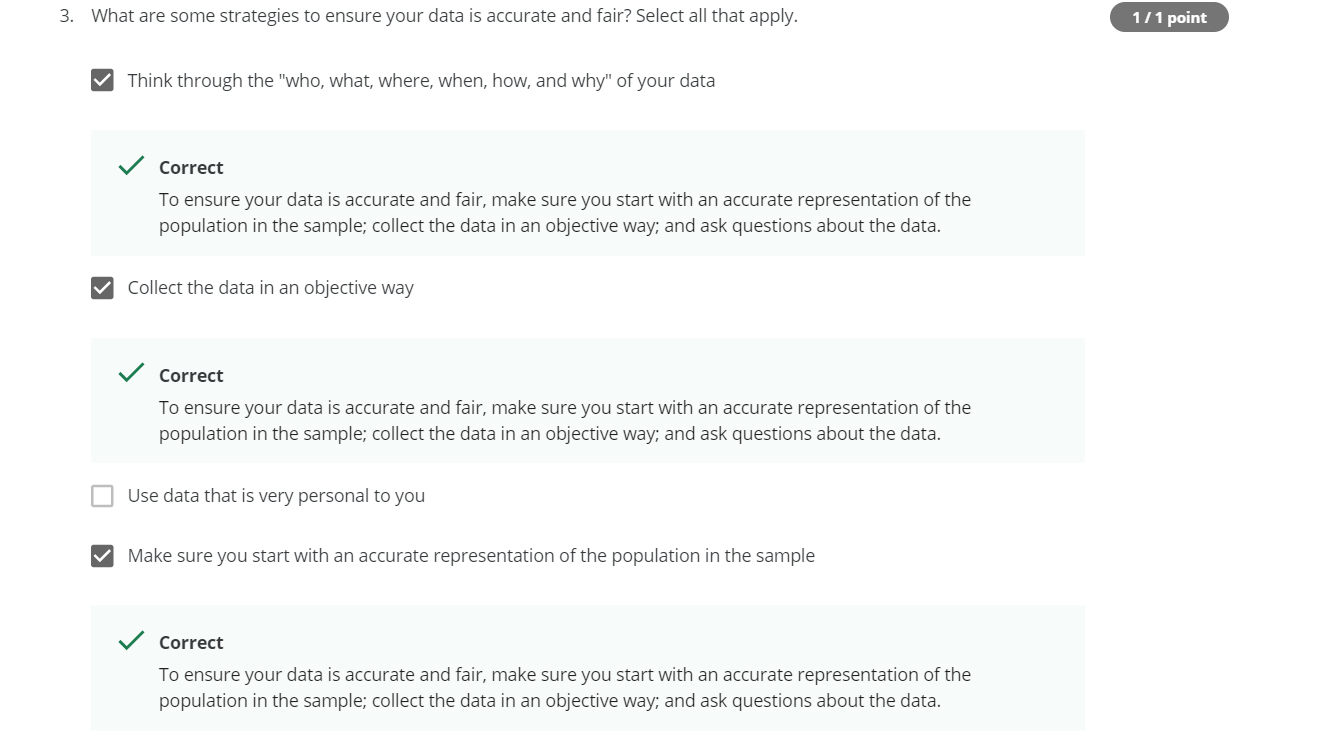 3. What are some strategies to ensure your data is accurate and fair? Select all that apply.
1 / 1 point
Think through the "who, what, where, when, how, and why" of your data
Correct
To ensure your data is accurate and fair, make sure you start with an accurate representation of the
population in the sample; collect the data in an objective way; and ask questions about the data.
Collect the data in an objective way
Correct
To ensure your data is accurate and fair, make sure you start with an accurate representation of the
population in the sample; collect the data in an objective way; and ask questions about the data.
Use data that is very personal to you
Make sure you start with an accurate representation of the population in the sample
Correct
To ensure your data is accurate and fair, make sure you start with an accurate representation of the
population in the sample; collect the data in an objective way; and ask questions about the data.